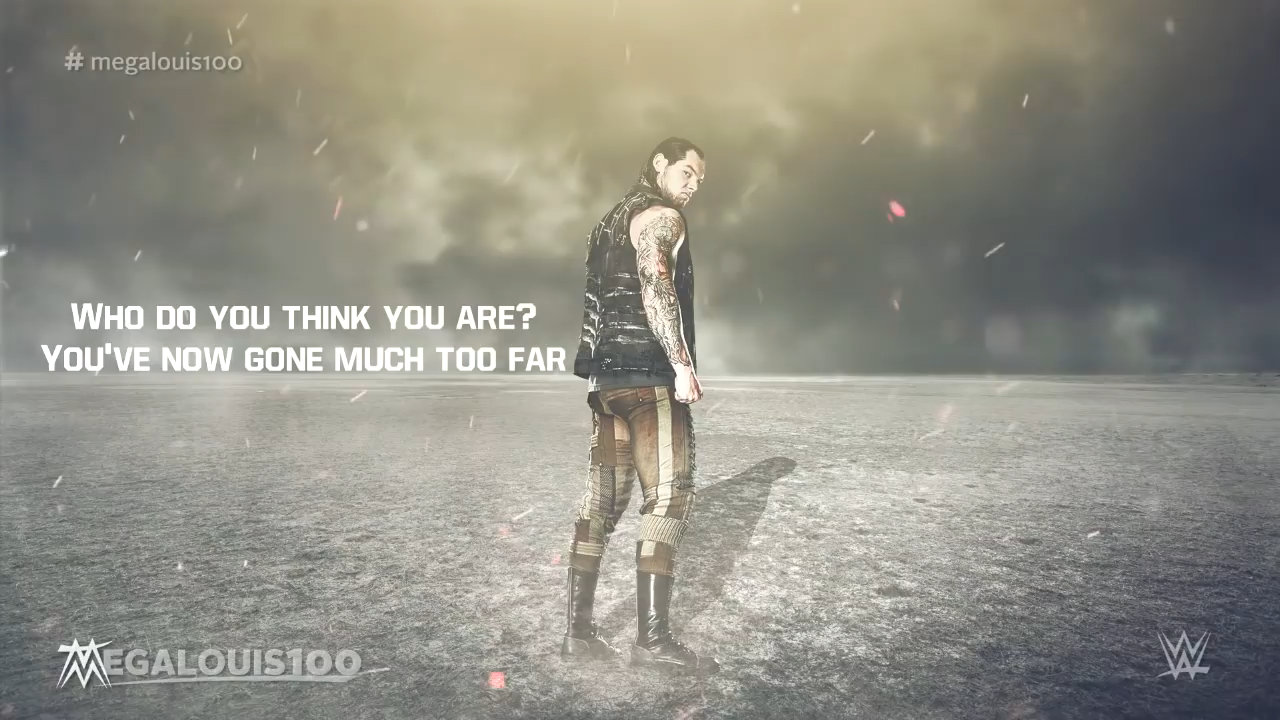 # megalouis100
WHO DO YOU THINK YOU ARE?
YOU'VE NOW GONE MUCH TOO FAR
MEGALOUIS100
W